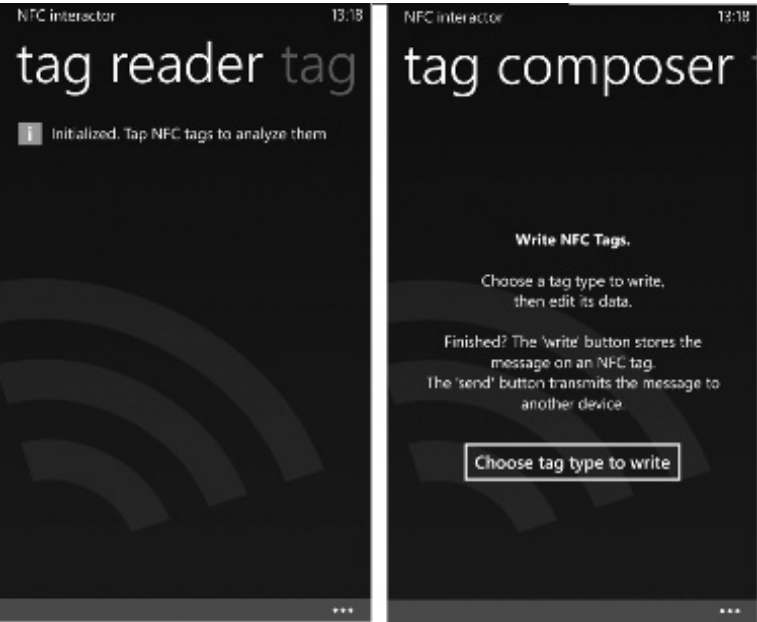 NFC interactor 13:18
tag reader tag
i Initialized. Tap NFC tags to analyze them
...
NFC interactor 13:18
tag composer
Write NFC Tags.
Choose a tag type to write,
then edit its data.
Finished? The 'write' button stores the
message on an NFC tag.
The 'send' button transmits the message to
another device.
Choose tag type to write
...